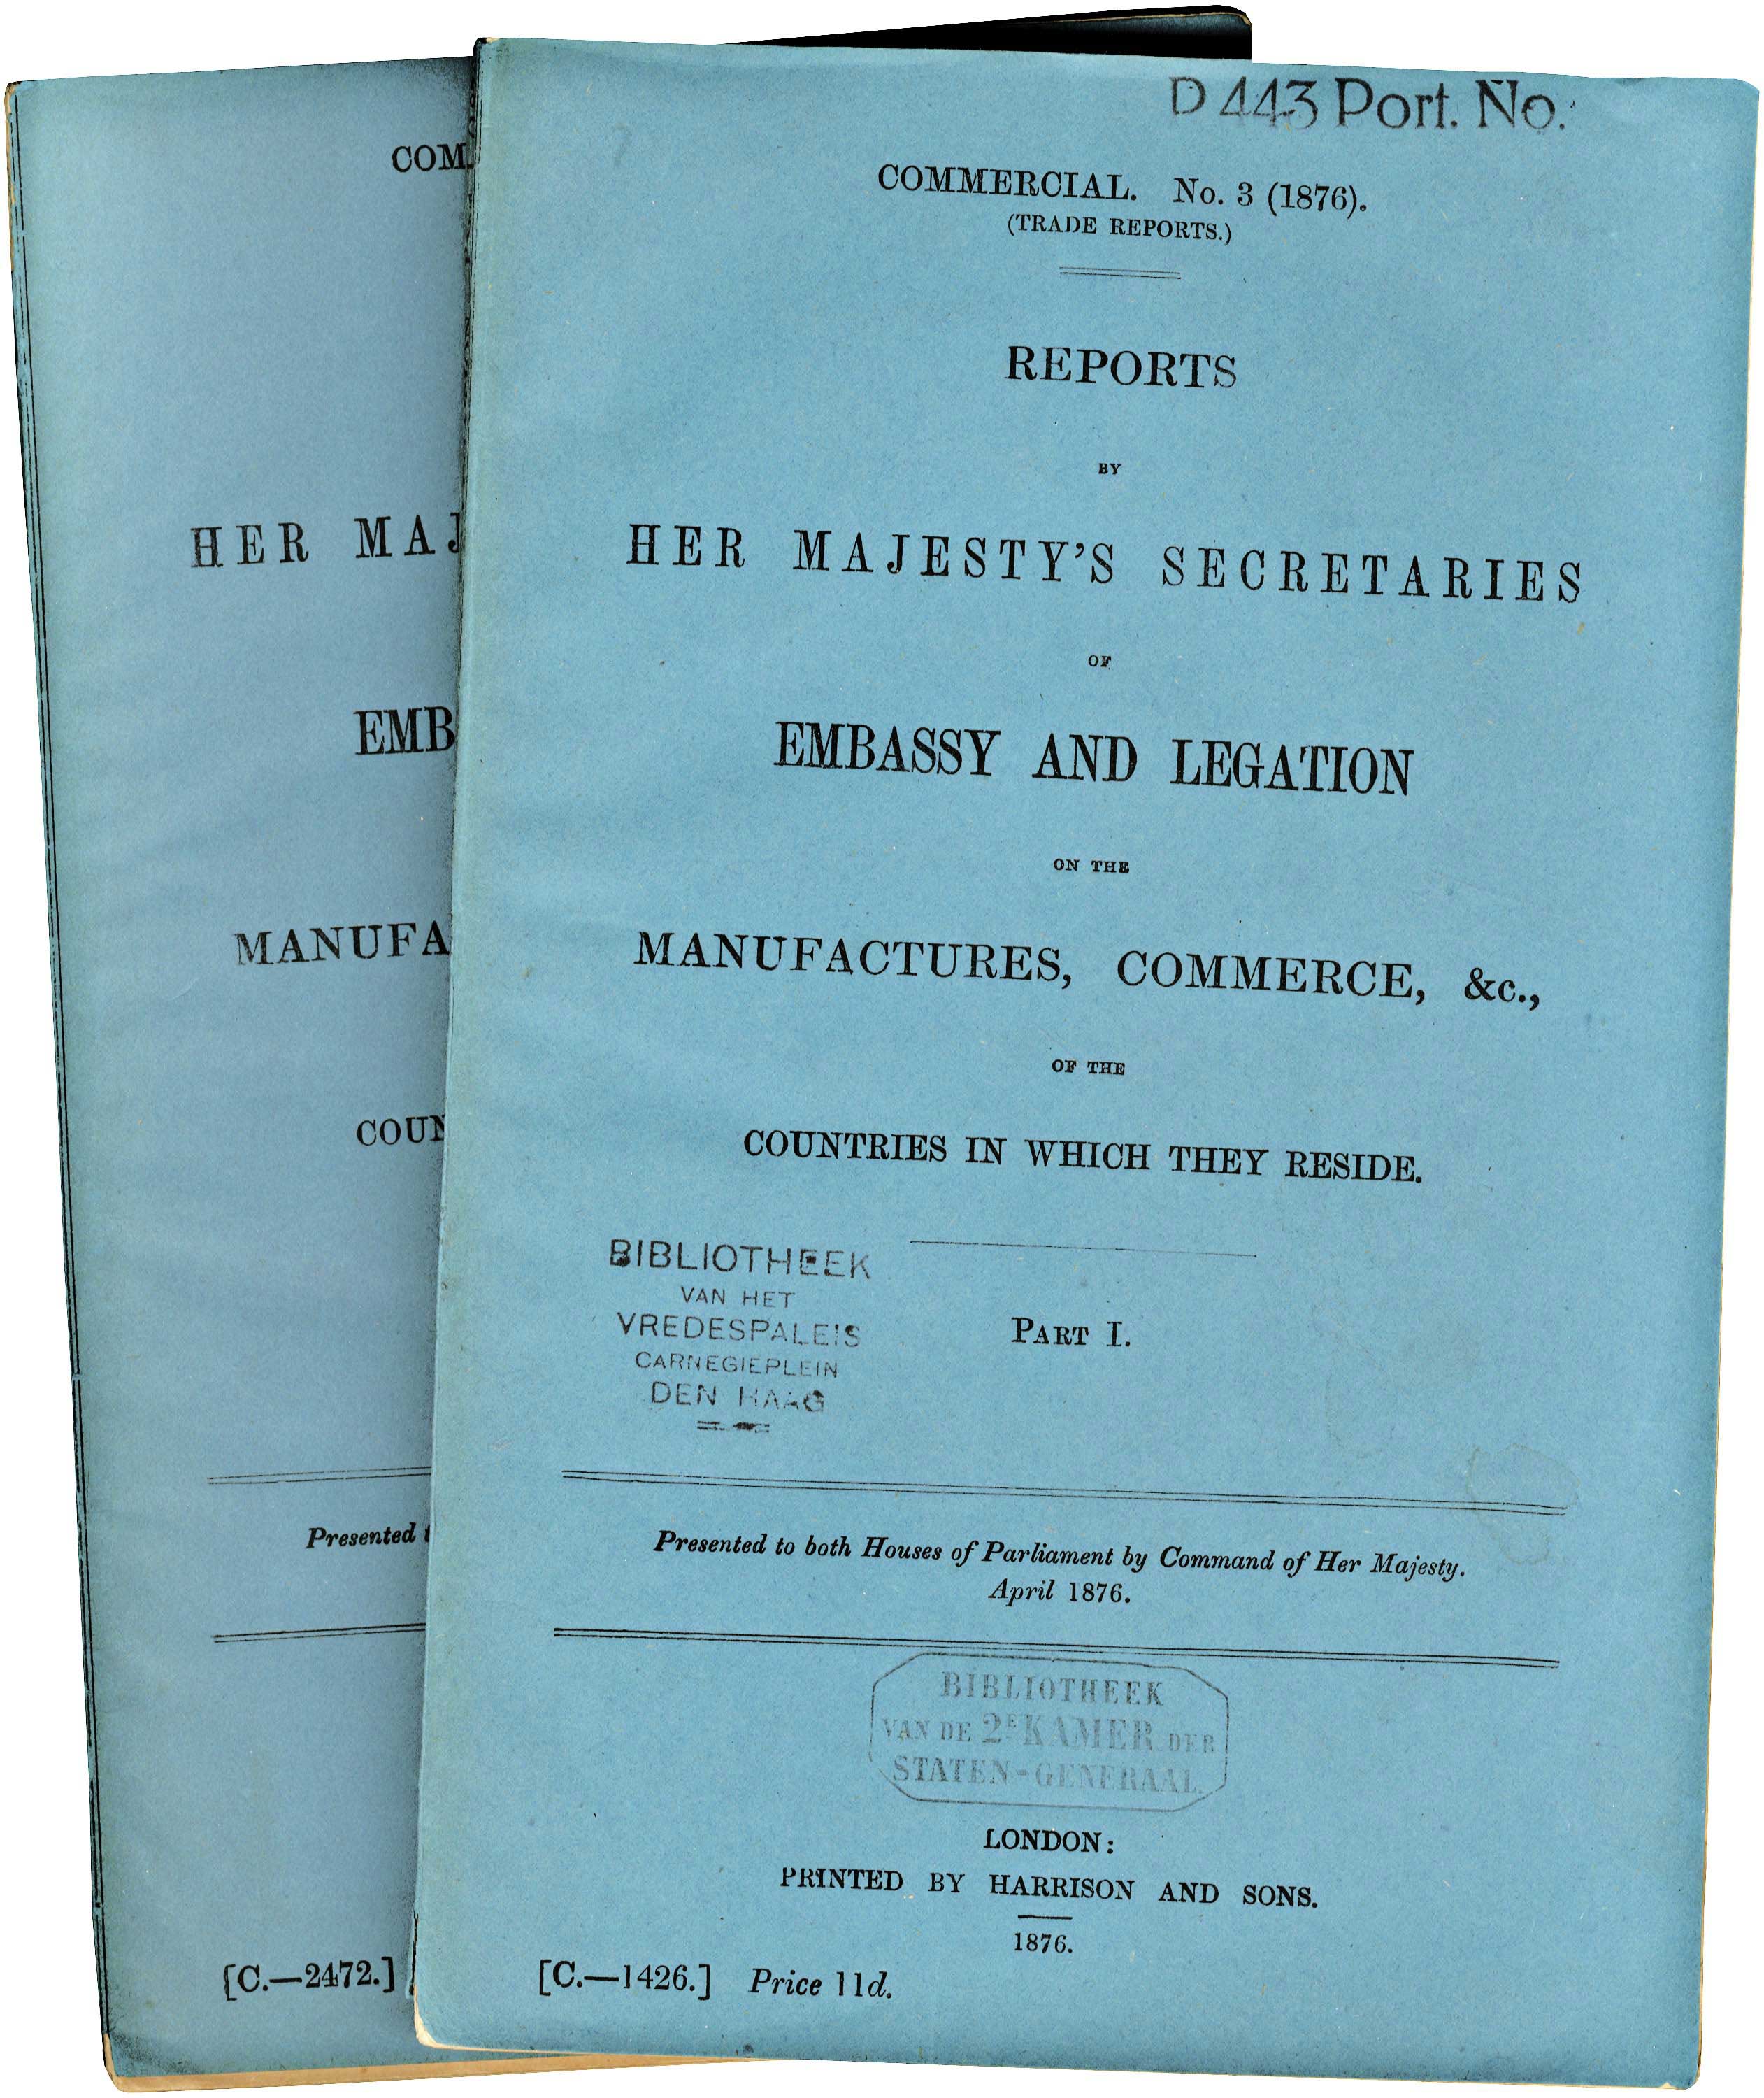 COM
HER MAJ
EMB
MANUFA
COUN
Presented t
[C.—2472.]
D 443 Port. No.
COMMERCIAL. No. 3 (1876).
(TRADE REPORTS.)
REPORTS
BY
HER MAJESTY'S SECRETARIES
OF
EMBASSY AND LEGATION
ON THE
MANUFACTURES, COMMERCE, &c.,
OF THE
COUNTRIES IN WHICH THEY RESIDE.
BIBLIOTHEEK
VAN HET
VREDESPALEIS
CARNEGIEPLEIN
DEN HAAG
PART I.
Presented to both Houses of Parliament by Command of Her Majesty.
April 1876.
BIBLIOTHEEK
VAN DE 2E KAMER DER
STATEN-GENERAAL.
LONDON:
PRINTED BY HARRISON AND SONS.
1876.
[C.—1426.] Price 11d.